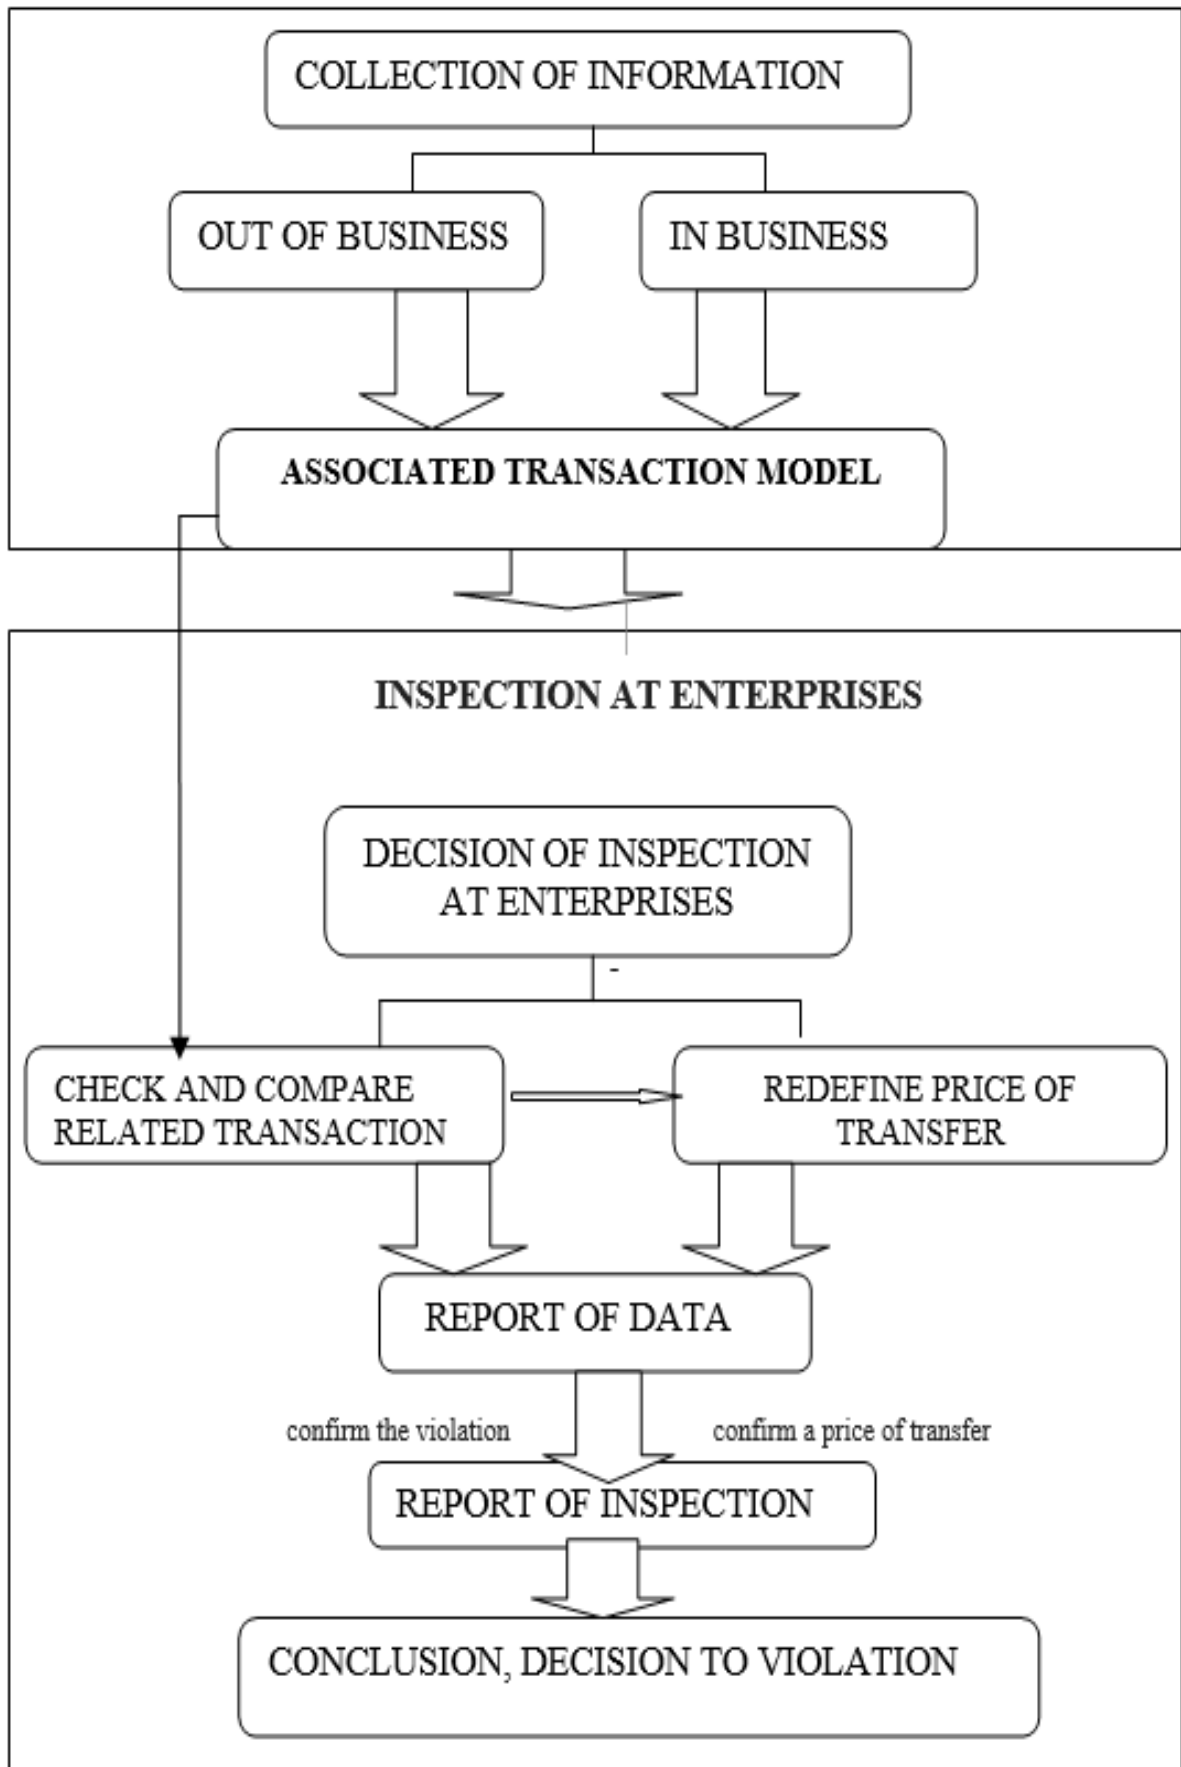 COLLECTION OF INFORMATION
OUT OF BUSINESS
IN BUSINESS
ASSOCIATED TRANSACTION MODEL
INSPECTION AT ENTERPRISES
DECISION OF INSPECTION
AT ENTERPRISES
-
CHECK AND COMPARE
RELATED TRANSACTION
REDEFINE PRICE OF
TRANSFER
REPORT OF DATA
confirm the violation
confirm a price of transfer
REPORT OF INSPECTION
CONCLUSION, DECISION TO VIOLATION